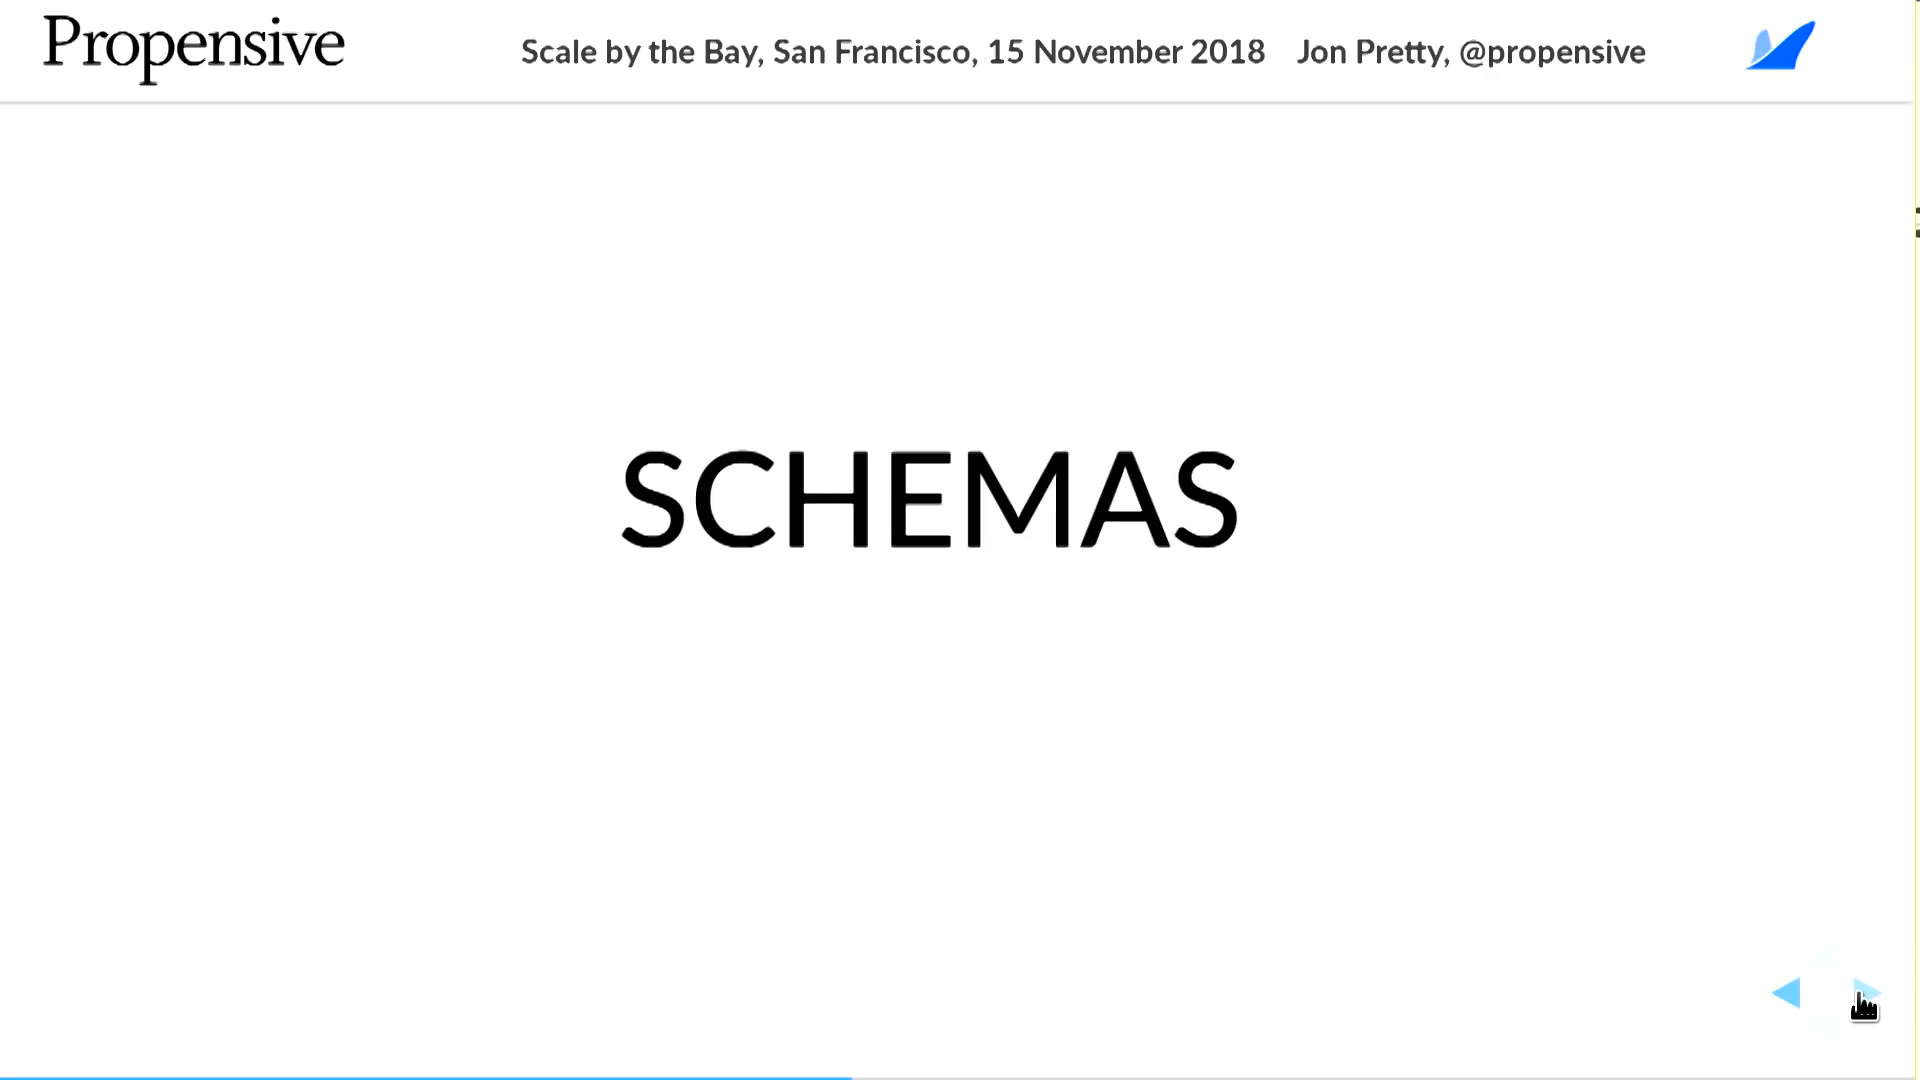 Propensive
Scale by the Bay, San Francisco, 15 November 2018 Jon Pretty, @propensive
SCHEMAS